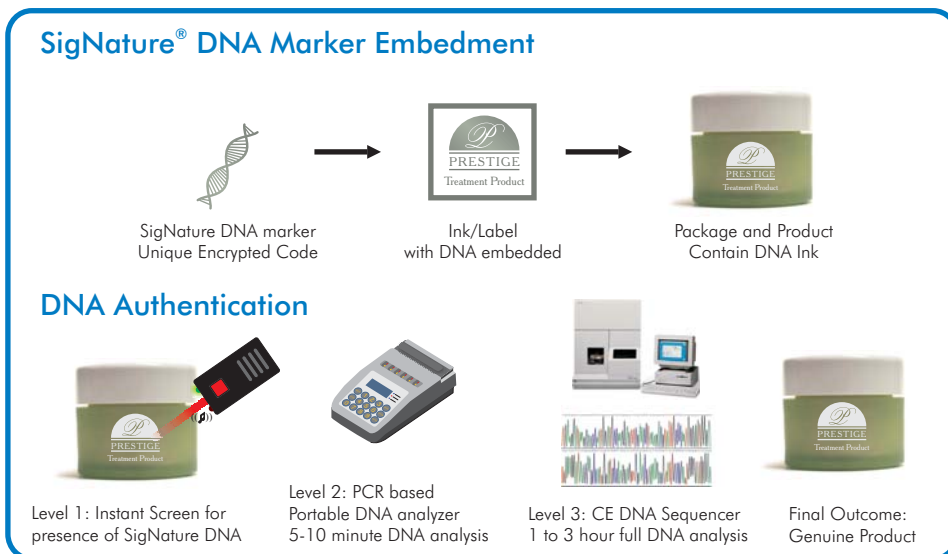 SigNature® DNA Marker Embedment
PRESTIGE
Treatment Product
PRESTIGE
Treatment Product
SigNature DNA marker
Unique Encrypted Code
Ink/Label
with DNA embedded
Package and Product
Contain DNA Ink
DNA Authentication
PRESTIGE
Treatment Product
Level 1: Instant Screen for
presence of SigNature DNA
Level 2: PCR based
Portable DNA analyzer
5-10 minute DNA analysis
Level 3: CE DNA Sequencer
1 to 3 hour full DNA analysis
PRESTIGE
Treatment Product
Final Outcome:
Genuine Product